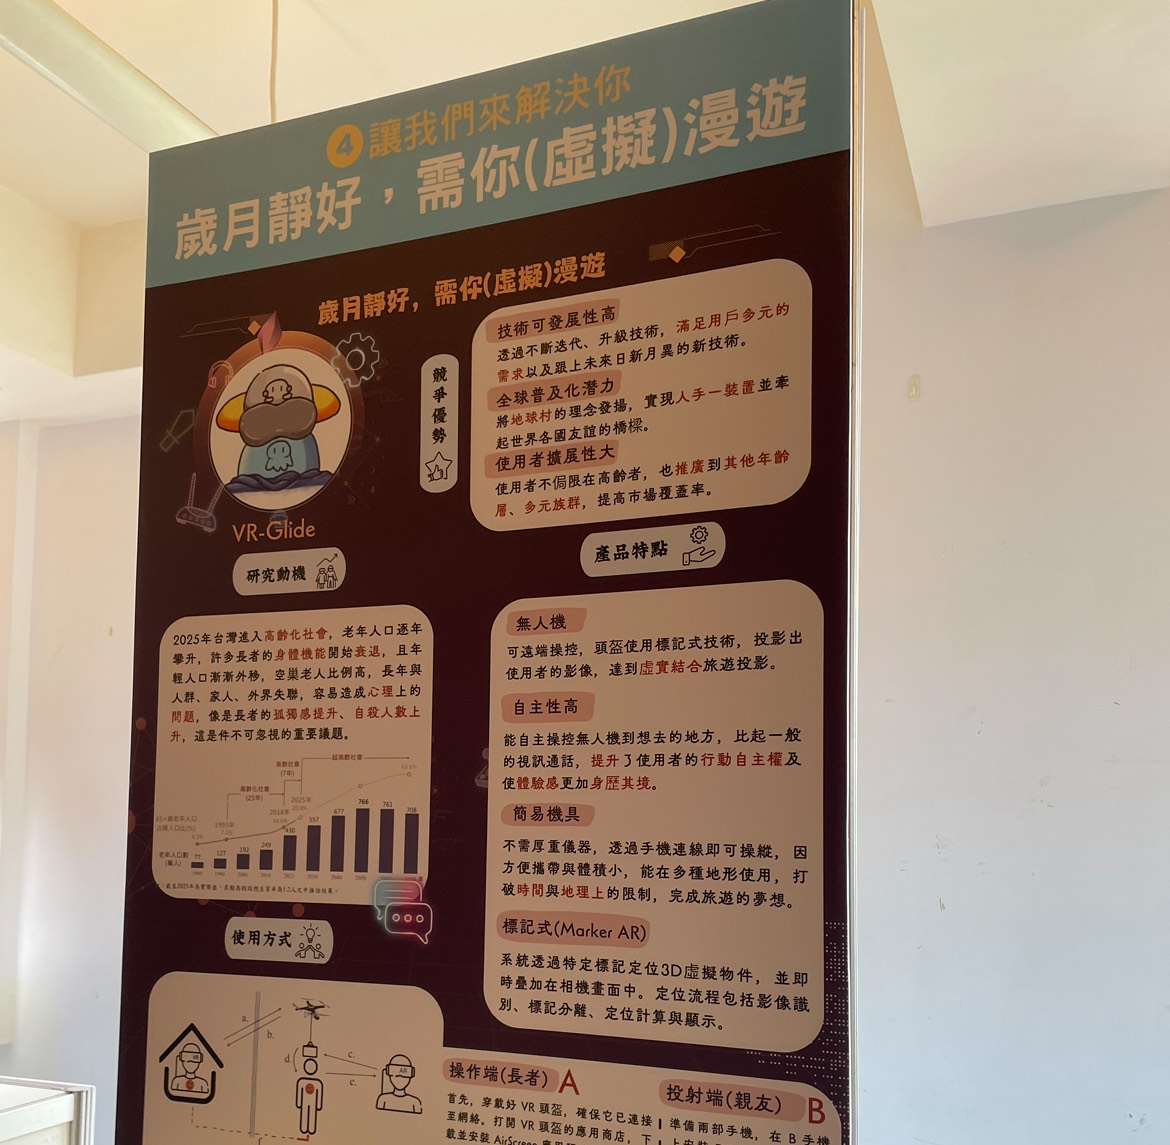 4 讓我們來解決你
歲月靜好，需你(虛擬)漫遊
歲月靜好，需你(虛擬)漫遊
VR-Glide
競爭優勢
技術可發展性高
透過不斷迭代、升級技術，滿足用戶多元的
需求以及跟上未來日新月異的新技術。
全球普及化潛力
將地球村的理念發揚，實現人手一裝置並牽
起世界各國友誼的橋樑。
使用者擴展性大
使用者不侷限在高齡者，也推廣到其他年齡
層、多元族群，提高市場覆蓋率。
研究動機
2025年台灣進入高齡化社會，老年人口逐年
攀升，許多長者的身體機能開始衰退，且年
輕人口漸漸外移，空巢老人比例高，長年與
人群、家人、外界失聯，容易造成心理上的
問題，像是長者的孤獨感提升、自殺人數上
升，這是件不可忽視的重要議題。
超高齡社會
高齡社會
(7年)
高齡化社會
(25年)
2025年
2018年
1993年
65+歲老年人口
占總人口比(%)
老年人口數
(萬人)
77 127 192 249 430 557 677 766 761 708
產品特點
無人機
可遠端操控，頭盔使用標記式技術，投影出
使用者的影像，達到虛實結合旅遊投影。
自主性高
能自主操控無人機到想去的地方，比起一般
的視訊通話，提升了使用者的行動自主權及
使體驗感更加身歷其境。
簡易機具
不需厚重儀器，透過手機連線即可操縱，因
方便攜帶與體積小，能在多種地形使用，打
破時間與地理上的限制，完成旅遊的夢想。
標記式(Marker AR)
系統透過特定標記定位3D虛擬物件，並即
時疊加在相機畫面中。定位流程包括影像識
別、標記分離、定位計算與顯示。
使用方式
a.
b.
c.
c.
d.
VR
AR
操作端(長者) A
首先，穿戴好 VR 頭盔，確保它已連接
至網絡。打開 VR 頭盔的應用商店，下
載並安裝 AirScreen
投射端(親友) B
準備兩部手機，在 B 手機